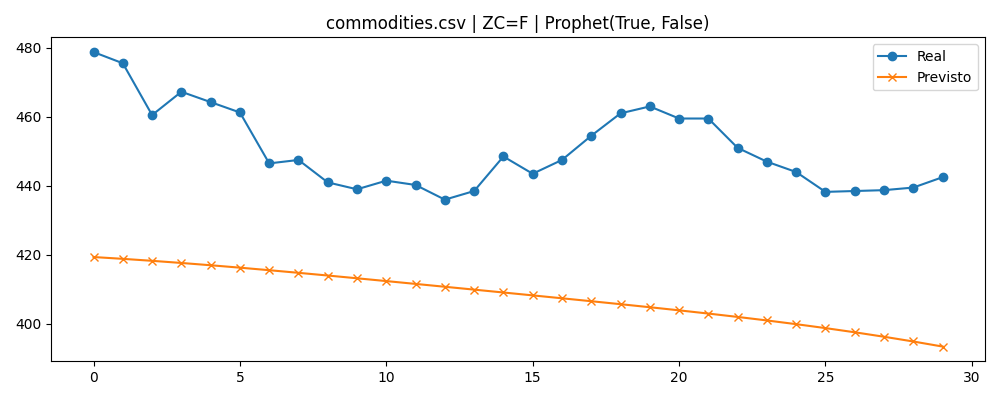 commodities.csv | ZC=F | Prophet(True, False)
Real
Previsto
480
460
440
420
400
0 5 10 15 20 25 30